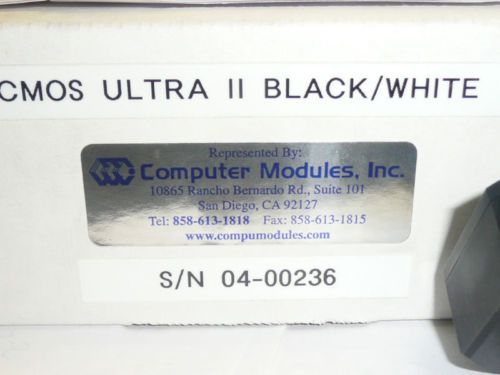 CMOS ULTRA II BLACK/WHITE
Represented By:
Computer Modules, Inc.
10865 Rancho Bernardo Rd., Suite 101
San Diego, CA 92127
Tel: 858-613-1818 Fax: 858-613-1815
www.compumodules.com
S/N 04-00236